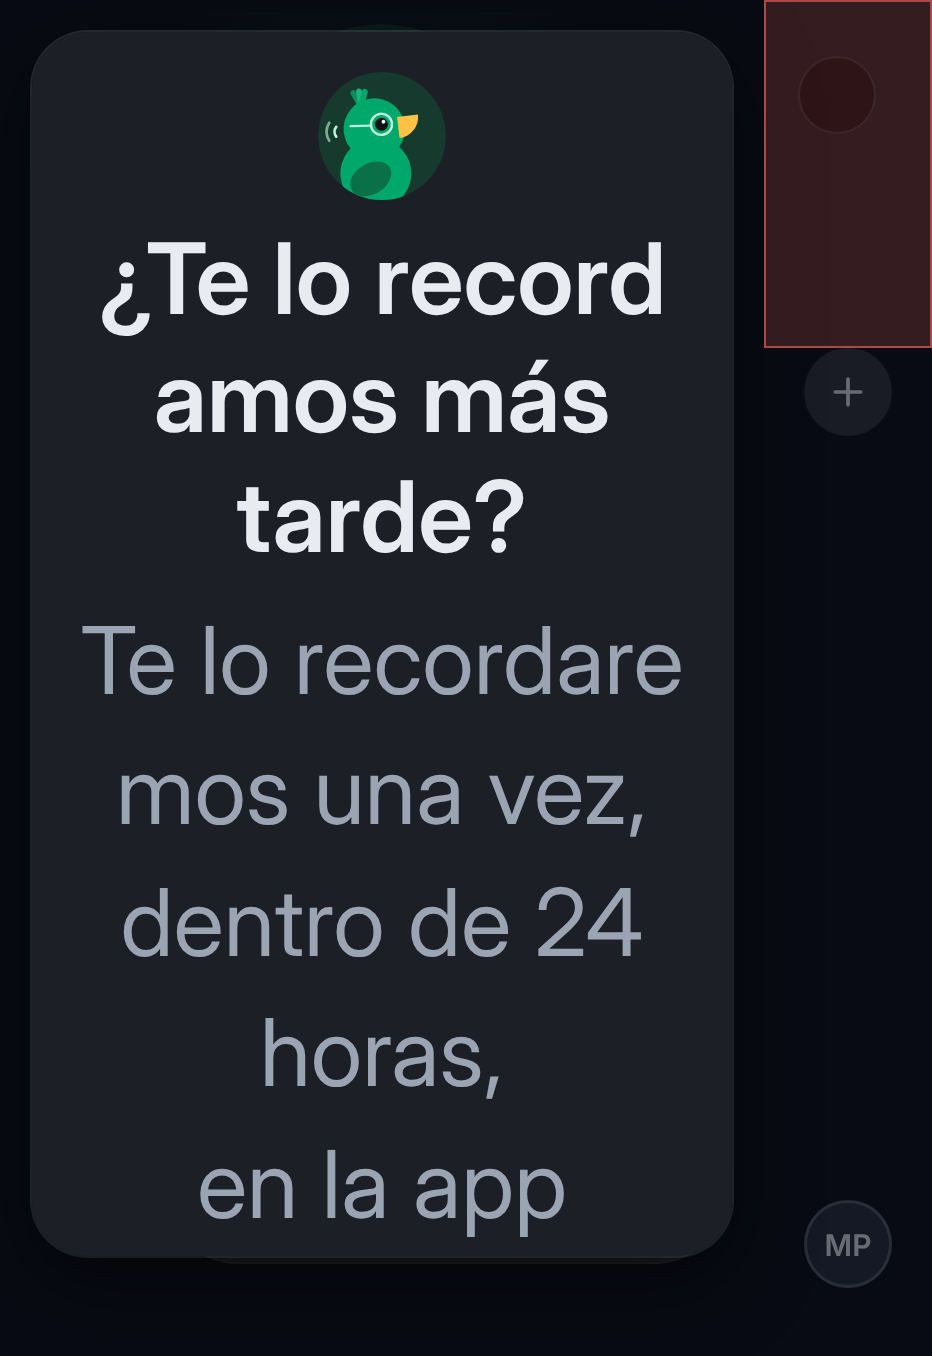 ¿Te lo record
amos más
tarde?
Te lo recordare
mos una vez,
dentro de 24
horas,
en la app
MP